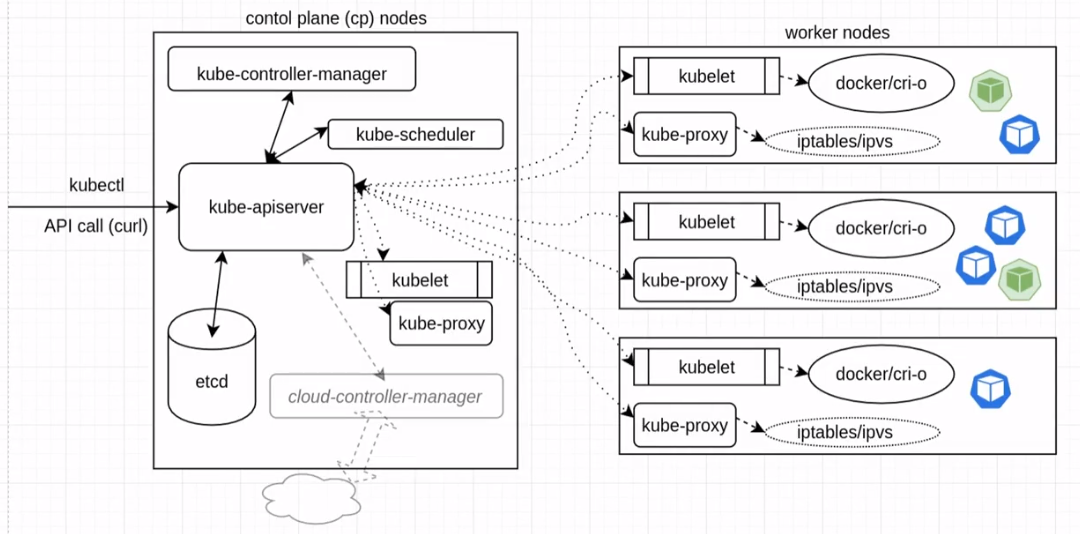 contol plane (cp) nodes
kube-controller-manager
kube-scheduler
kubectl
API call (curl)
kube-apiserver
kubelet
kube-proxy
etcd
cloud-controller-manager
worker nodes
kubelet
docker/cri-o
kube-proxy
iptables/ipvs
kubelet
docker/cri-o
kube-proxy
iptables/ipvs
kubelet
docker/cri-o
kube-proxy
iptables/ipvs